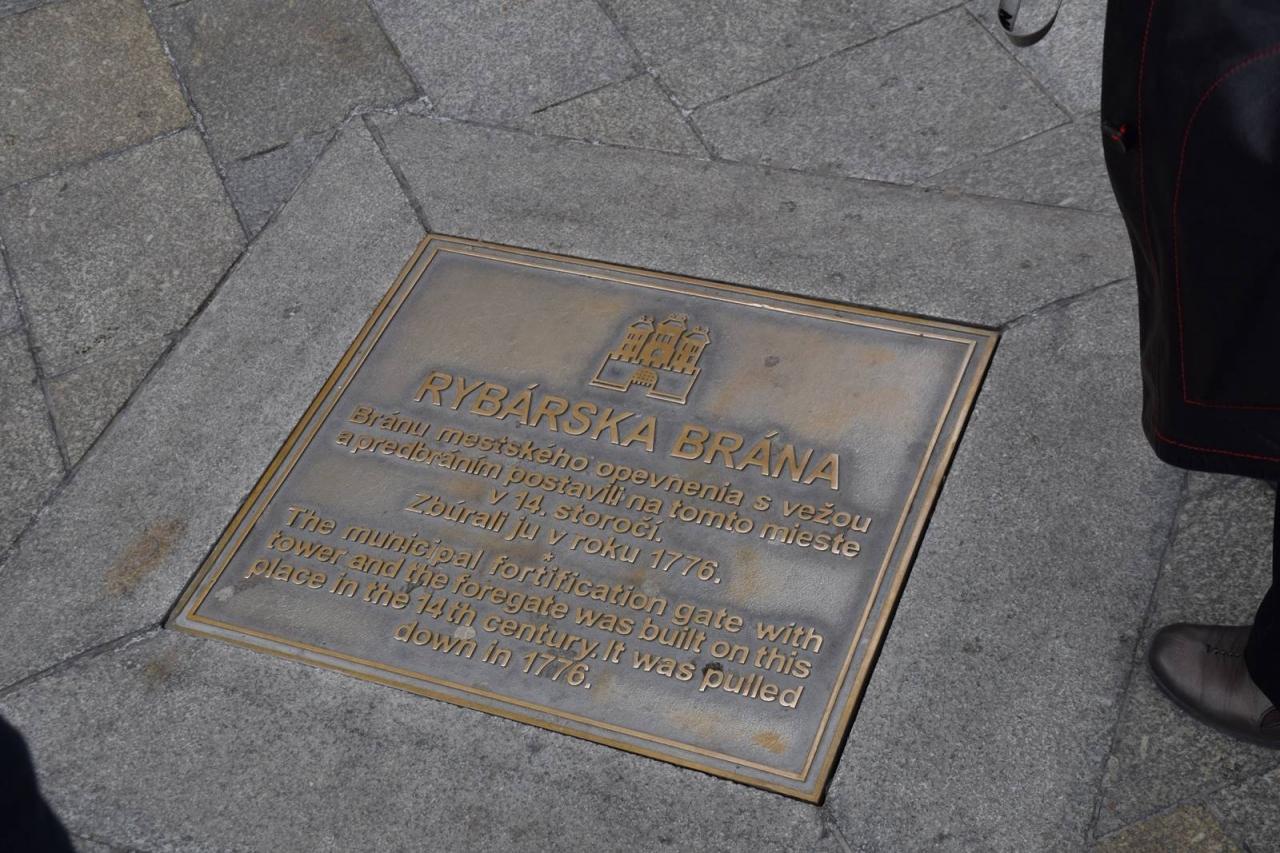 RYBÁRSKA BRÁNA
Bránu mestského opevnenia s vežou
a predbráním postavili na tomto mieste
v 14. storočí.
Zbúrali ju v roku 1776.
*
The municipal fortification gate with
tower and the foregate was built on this
place in the 14th century. It was pulled
down in 1776.